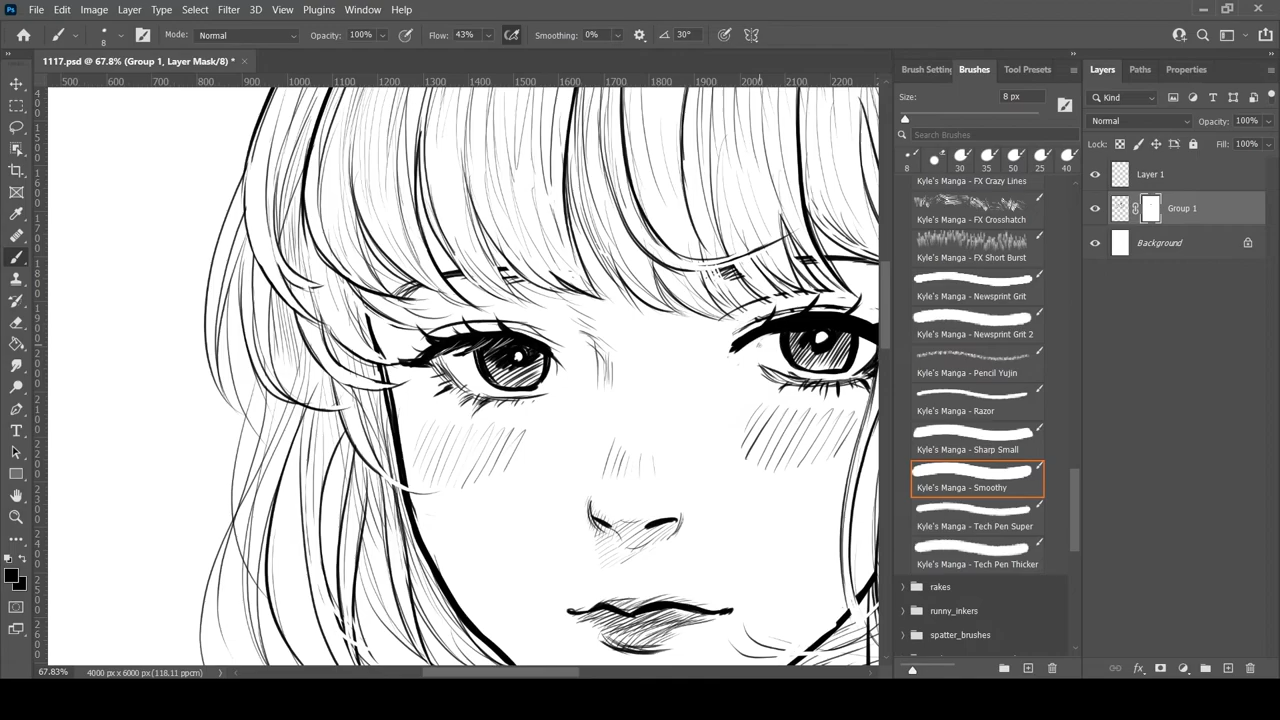 Ps File Edit Image Layer Type Select Filter 3D View Plugins Window Help
8 Mode: Normal Opacity: 100% Flow: 43% Smoothing: 0% 30°
1117.psd @ 67.8% (Group 1, Layer Mask/8) *
500 600 700 800 900 1000 1100 1200 1300 1400 1500 1600 1700 1800 1900 2000 2100 2200
Brush Setting Brushes Tool Presets
Size: 8 px
Search Brushes
8 30 35 50 25 40
Kyle's Manga - FX Crazy Lines
Kyle's Manga - FX Crosshatch
Kyle's Manga - FX Short Burst
Kyle's Manga - Newsprint Grit
Kyle's Manga - Newsprint Grit 2
Kyle's Manga - Pencil Yujin
Kyle's Manga - Razor
Kyle's Manga - Sharp Small
Kyle's Manga - Smoothy
Kyle's Manga - Tech Pen Super
Kyle's Manga - Tech Pen Thicker
rakes
runny_inkers
spatter_brushes
Layers Paths Properties
Kind
Normal Opacity: 100%
Lock: Fill: 100%
Layer 1
Group 1
Background
67.83% 4000 px x 6000 px (118.11 ppcm)